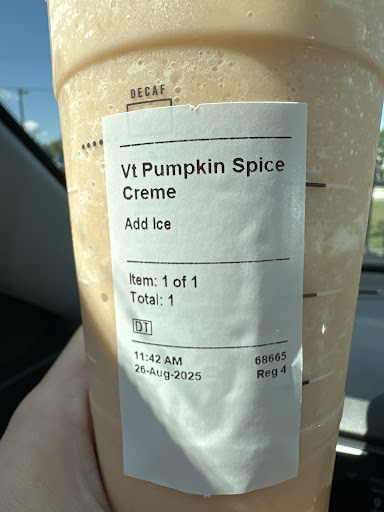 DECAF
Vt Pumpkin Spice
Creme
Add Ice
Item: 1 of 1
Total: 1
DT
11:42 AM 68665
26-Aug-2025 Reg 4